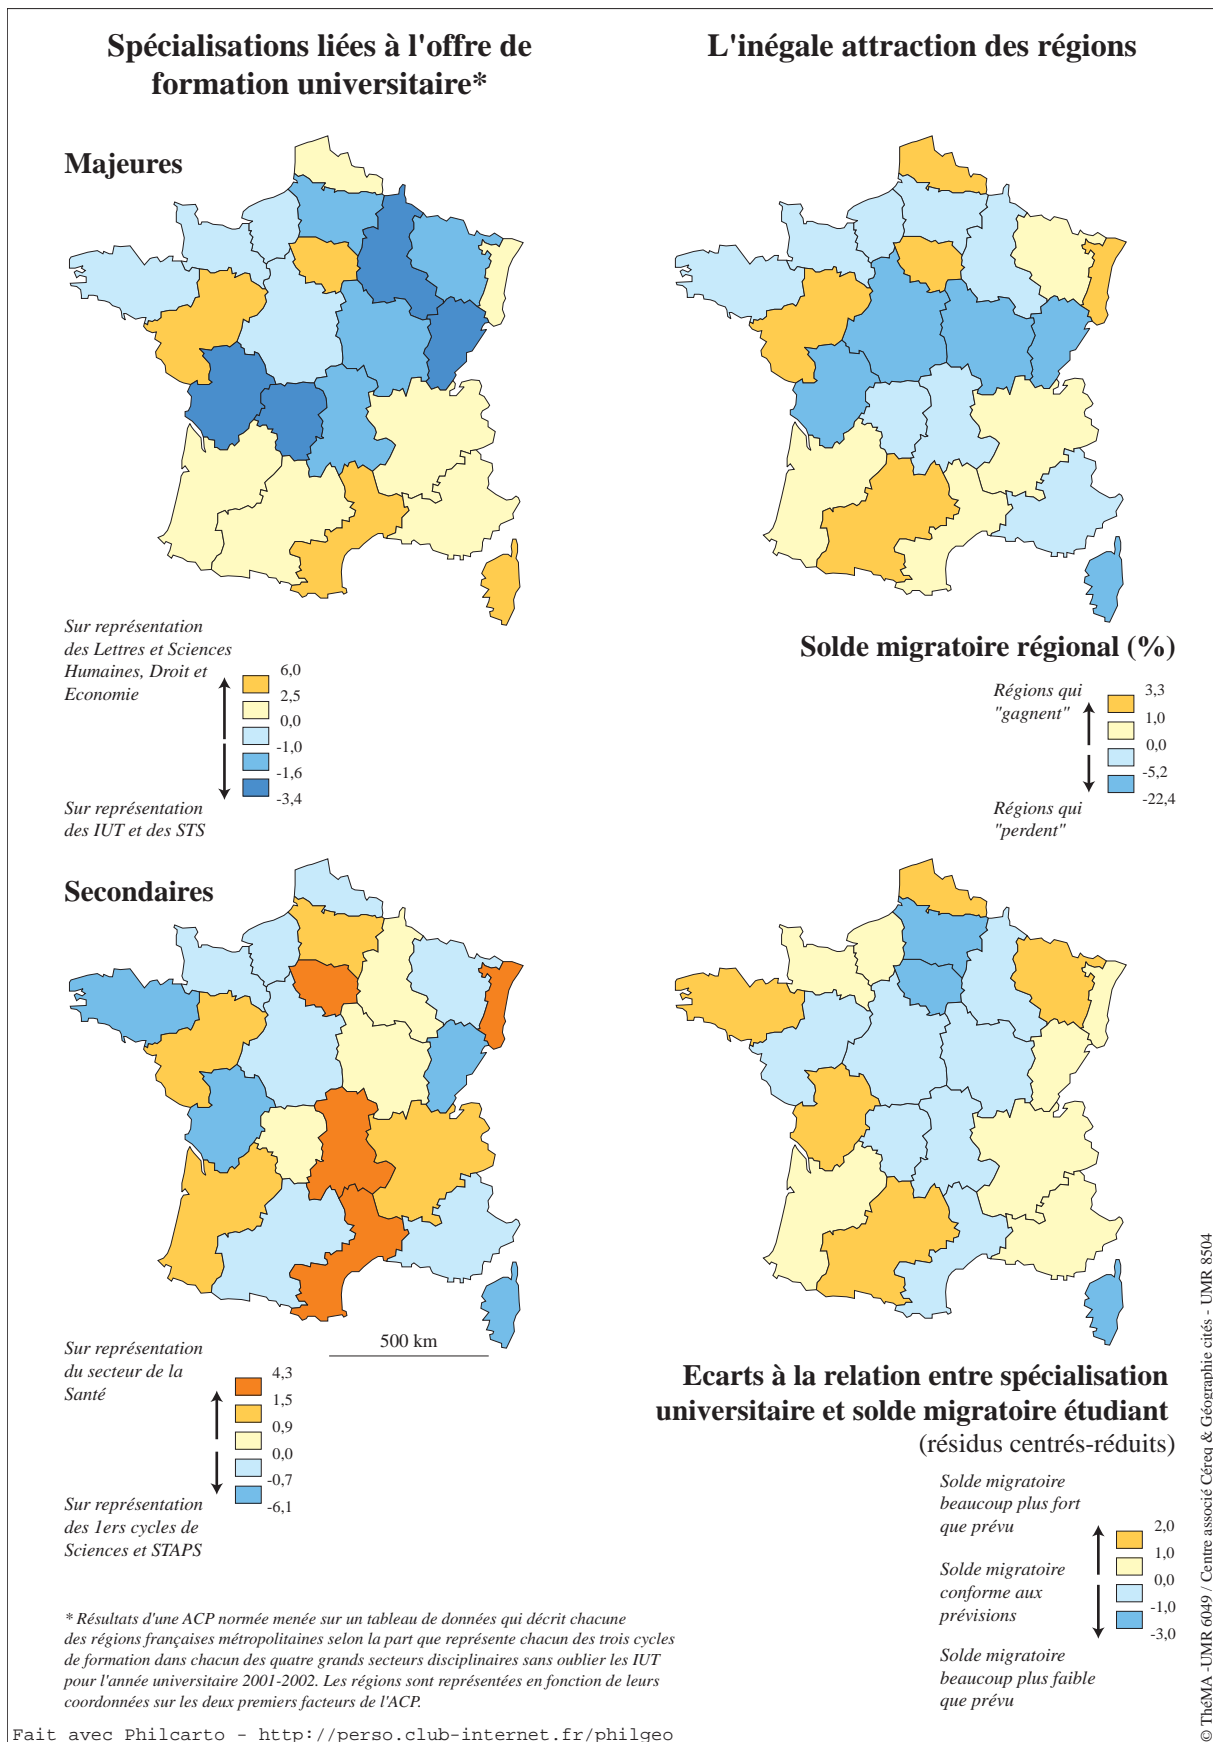 Spécialisations liées à l'offre de
formation universitaire*
L'inégale attraction des régions
Majeures
Sur représentation
des Lettres et Sciences
Humaines, Droit et
Economie
6,0
2,5
0,0
-1,0
-1,6
-3,4
Sur représentation
des IUT et des STS
Solde migratoire régional (%)
Régions qui
"gagnent"
3,3
1,0
0,0
-5,2
-22,4
Régions qui
"perdent"
Secondaires
500 km
Sur représentation
du secteur de la
Santé
4,3
1,5
0,9
0,0
-0,7
-6,1
Sur représentation
des 1ers cycles de
Sciences et STAPS
Ecarts à la relation entre spécialisation
universitaire et solde migratoire étudiant
(résidus centrés-réduits)
Solde migratoire
beaucoup plus fort
que prévu
2,0
1,0
0,0
-1,0
-3,0
Solde migratoire
conforme aux
prévisions
Solde migratoire
beaucoup plus faible
que prévu
* Résultats d'une ACP normée menée sur un tableau de données qui décrit chacune
des régions françaises métropolitaines selon la part que représente chacun des trois cycles
de formation dans chacun des quatre grands secteurs disciplinaires sans oublier les IUT
pour l'année universitaire 2001-2002. Les régions sont représentées en fonction de leurs
coordonnées sur les deux premiers facteurs de l'ACP.
Fait avec Philcarto - http://perso.club-internet.fr/philgeo
© ThéMA -UMR 6049 / Centre associé Céreq & Géographie cités - UMR 8504